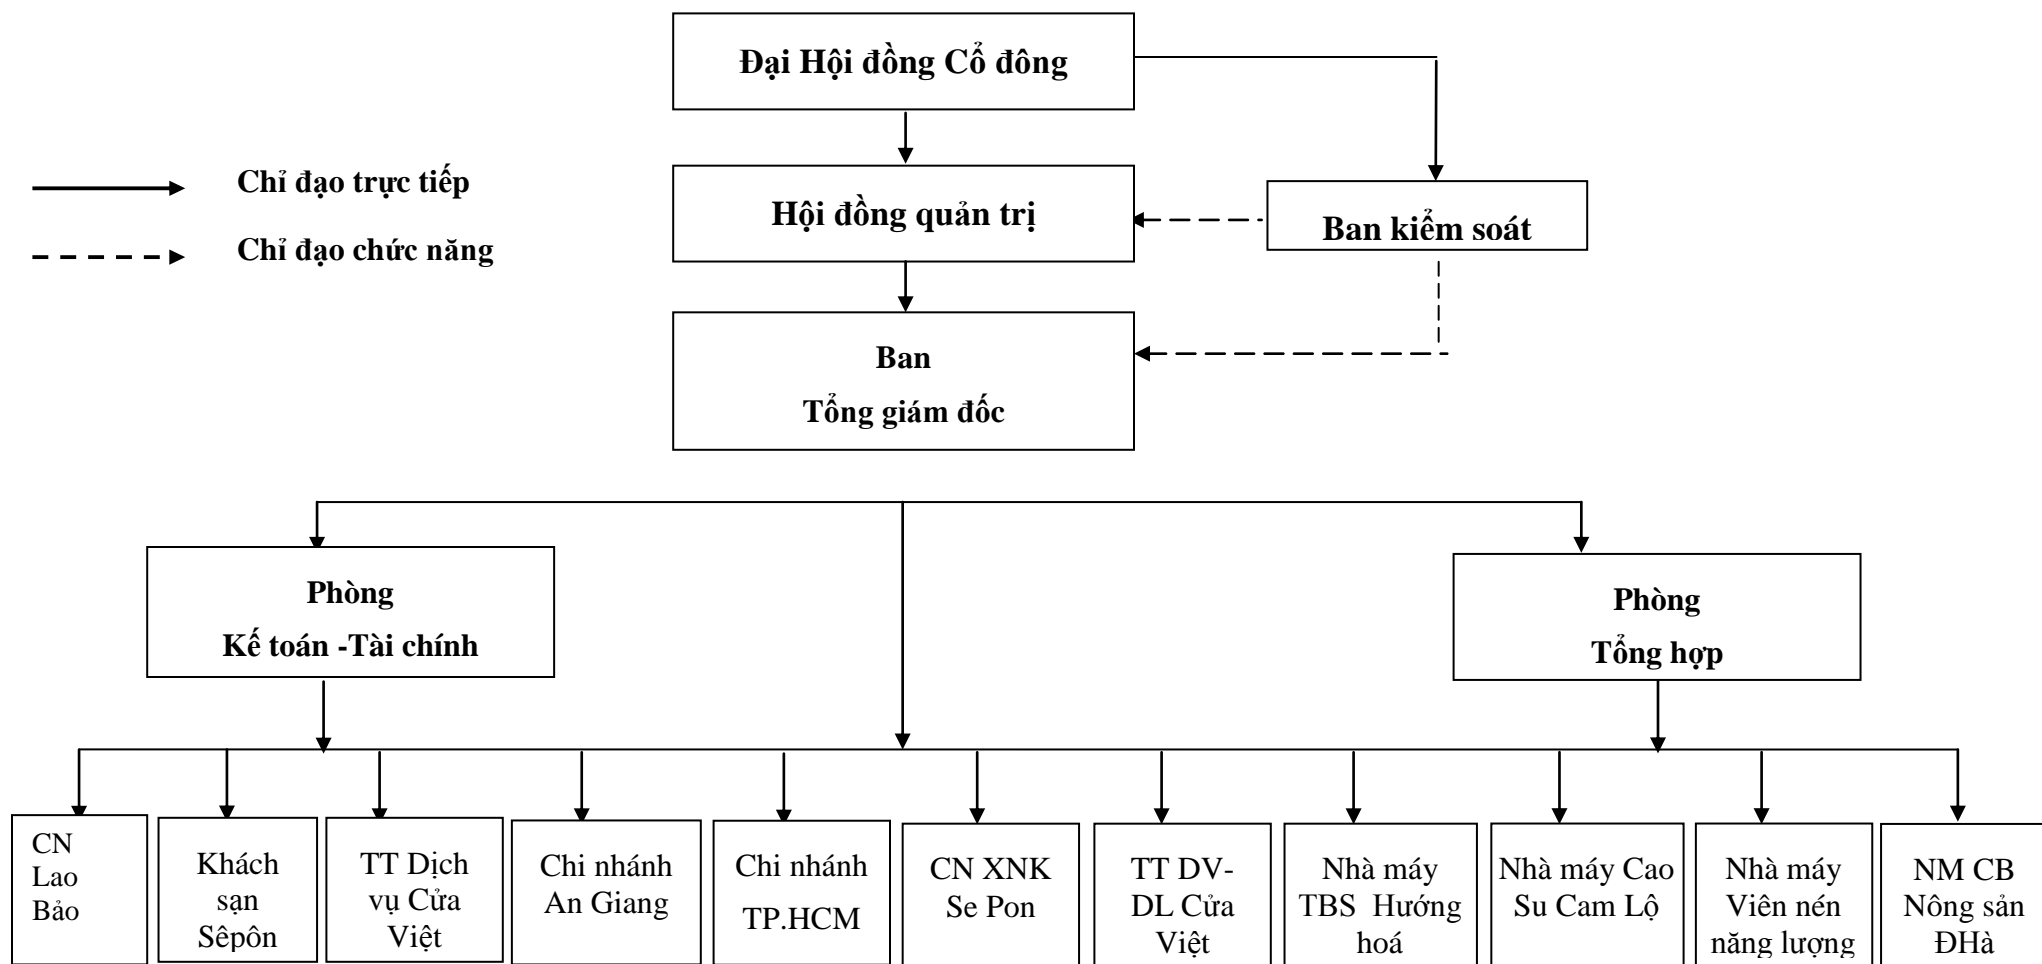 Đại Hội đồng Cổ đông
Chỉ đạo trực tiếp
Hội đồng quản trị
Ban kiểm soát
Chỉ đạo chức năng
Ban
Tổng giám đốc
Phòng
Kế toán -Tài chính
Phòng
Tổng hợp
CN
Lao
Bảo
Khách
sạn
Sêpôn
TT Dịch
vụ Cửa
Việt
Chi nhánh
An Giang
Chi nhánh
TP.HCM
CN XNK
Se Pon
TT DV-
DL Cửa
Việt
Nhà máy
TBS Hướng
hoá
Nhà máy Cao
Su Cam Lộ
Nhà máy
Viên nén
năng lượng
NM CB
Nông sản
ĐHà